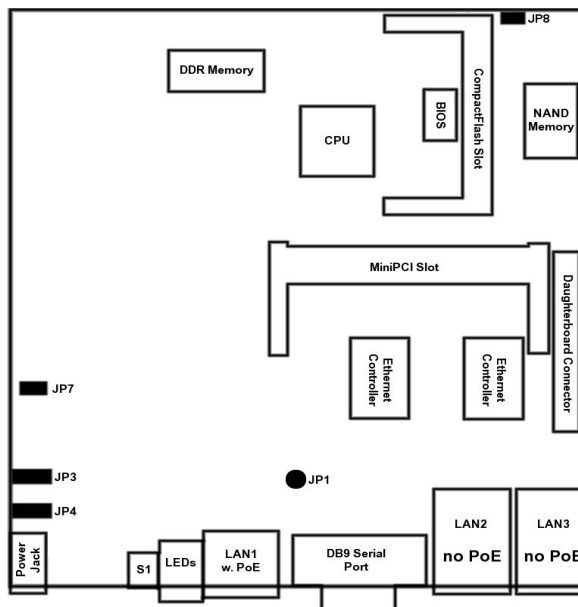 JP8
DDR Memory
CompactFlash Slot
BIOS
NAND
Memory
CPU
MiniPCI Slot
Daughterboard Connector
Ethernet
Controller
Ethernet
Controller
JP7
JP3
JP1
JP4
Power
Jack
S1
LEDs
LAN1
w. PoE
DB9 Serial
Port
LAN2
no PoE
LAN3
no PoE